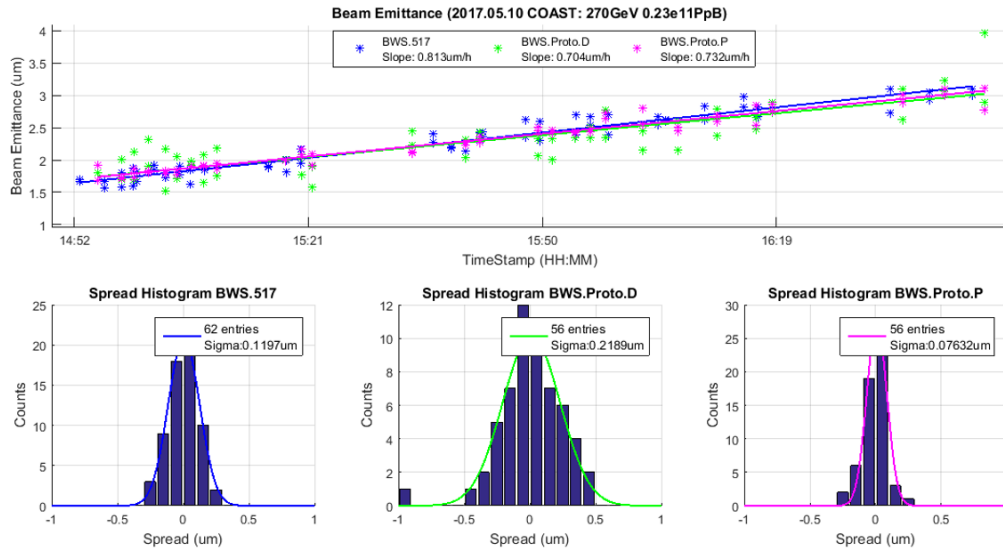 Beam Emittance (2017.05.10 COAST: 270GeV 0.23e11PpB)
BWS.517
Slope: 0.813um/h
BWS.Proto.D
Slope: 0.704um/h
BWS.Proto.P
Slope: 0.732um/h
Beam Emittance (um)
4
3.5
3
2.5
2
1.5
1
14:52
15:21
15:50
16:19
TimeStamp (HH:MM)
Spread Histogram BWS.517
62 entries
Sigma:0.1197um
Counts
25
20
15
10
5
0
-1
-0.5
0
0.5
1
Spread (um)
Spread Histogram BWS.Proto.D
56 entries
Sigma:0.2189um
Counts
12
10
8
6
4
2
0
-1
-0.5
0
0.5
1
Spread (um)
Spread Histogram BWS.Proto.P
56 entries
Sigma:0.07632um
Counts
30
25
20
15
10
5
0
-1
-0.5
0
0.5
1
Spread (um)